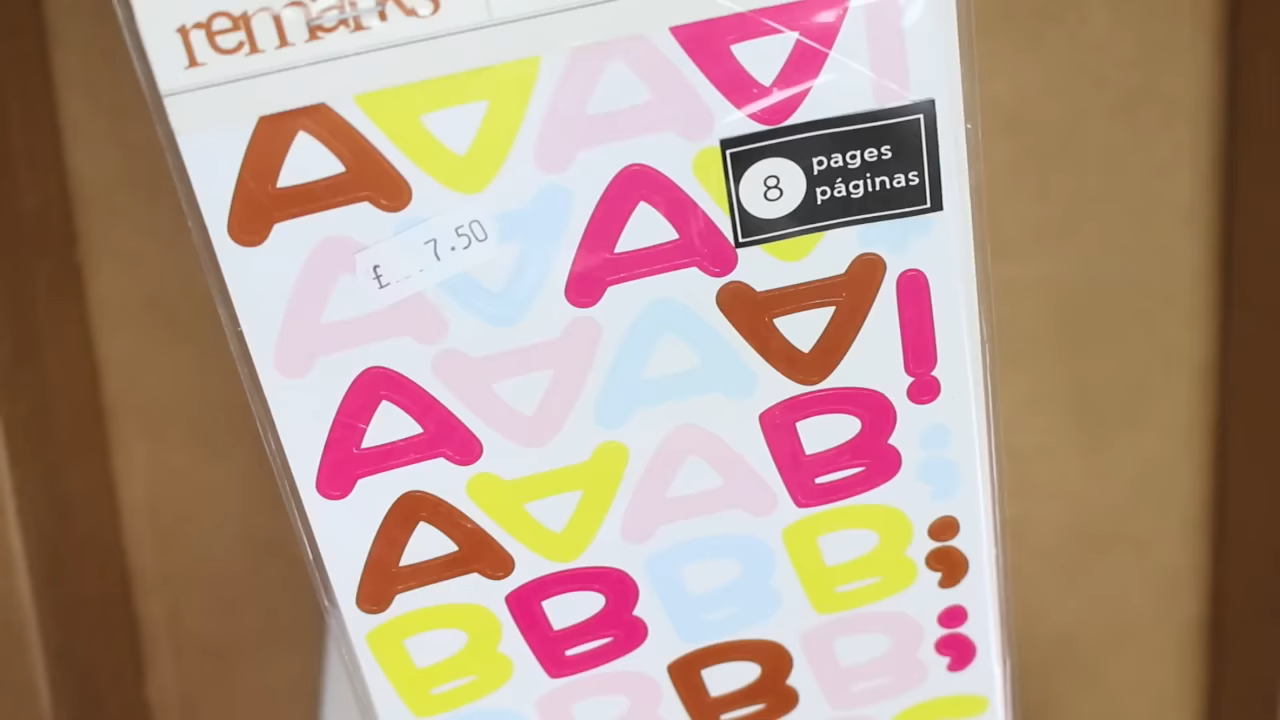 remarks
A A A A !
8 pages
páginas
A A A A
£ 7.50
A A A A !
A A A B ;
B B B B ;
B B B ;